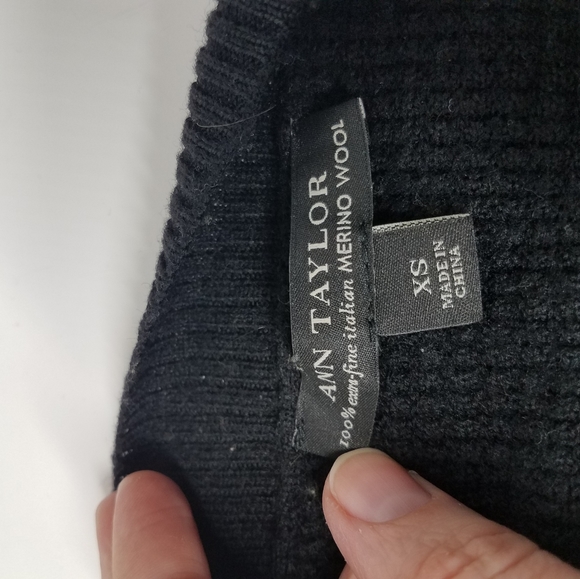 ANN TAYLOR
100% extra-fine italian MERINO WOOL
XS
MADE IN
CHINA